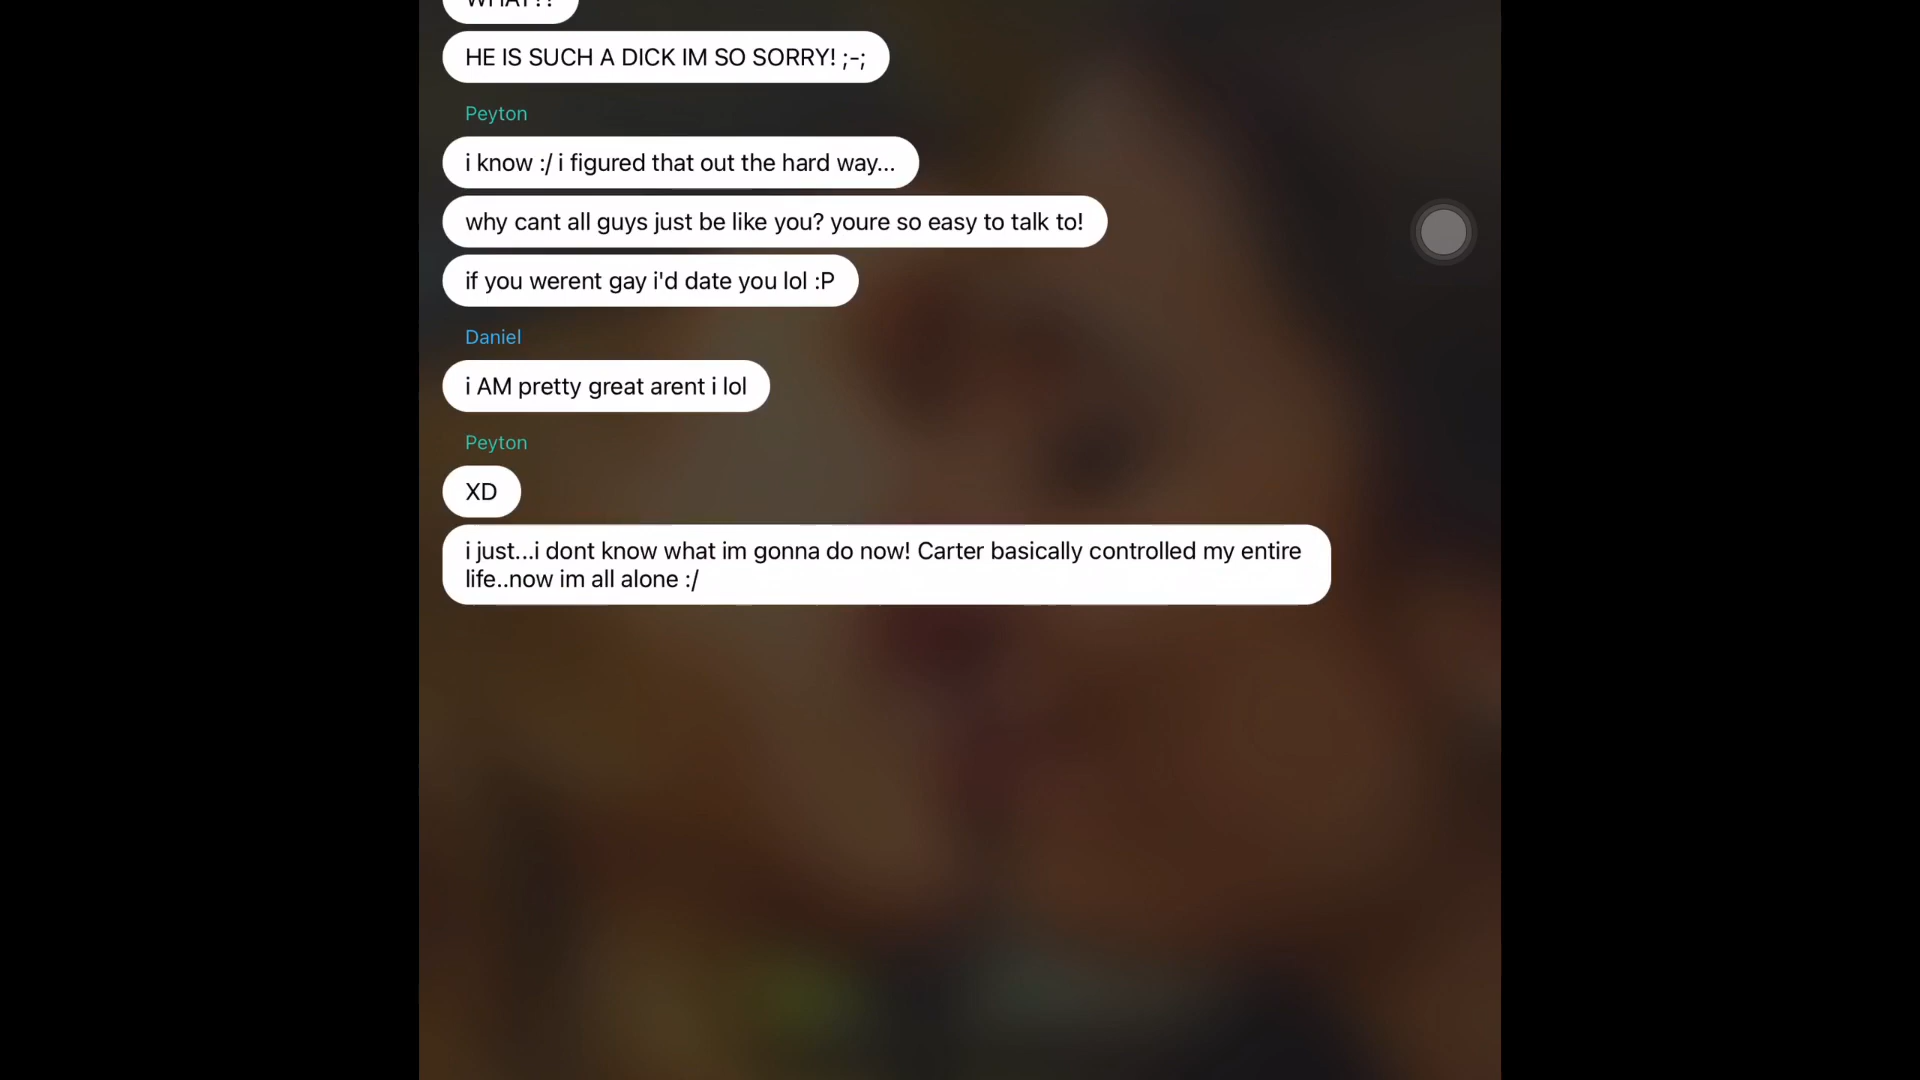 WHAT??
HE IS SUCH A DICK IM SO SORRY! ;-;
Peyton
i know :/ i figured that out the hard way...
why cant all guys just be like you? youre so easy to talk to!
if you werent gay i'd date you lol :P
Daniel
i AM pretty great arent i lol
Peyton
XD
i just...i dont know what im gonna do now! Carter basically controlled my entire
life..now im all alone :/